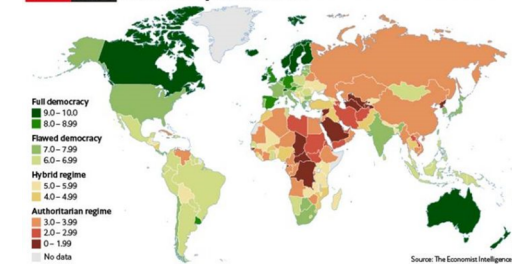 Full democracy
9.0 – 10.0
8.0 – 8.99
Flawed democracy
7.0 – 7.99
6.0 – 6.99
Hybrid regime
5.0 – 5.99
4.0 – 4.99
Authoritarian regime
3.0 – 3.99
2.0 – 2.99
0 – 1.99
No data
Source: The Economist Intelligence